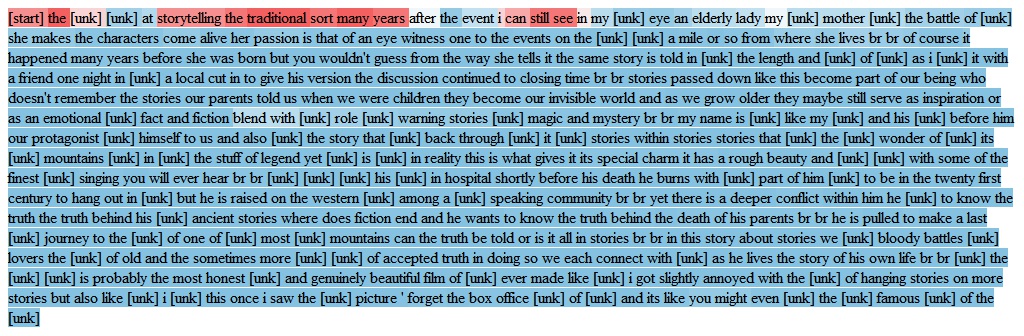 [start] the [unk] [unk] at storytelling the traditional sort many years after the event i can still see in my [unk] eye an elderly lady my [unk] mother [unk] the battle of [unk]
she makes the characters come alive her passion is that of an eye witness one to the events on the [unk] [unk] a mile or so from where she lives br br of course it
happened many years before she was born but you wouldn't guess from the way she tells it the same story is told in [unk] the length and [unk] of [unk] as i [unk] it with
a friend one night in [unk] a local cut in to give his version the discussion continued to closing time br br stories passed down like this become part of our being who
doesn't remember the stories our parents told us when we were children they become our invisible world and as we grow older they maybe still serve as inspiration or
as an emotional [unk] fact and fiction blend with [unk] role [unk] warning stories [unk] magic and mystery br br my name is [unk] like my [unk] and his [unk] before him
our protagonist [unk] himself to us and also [unk] the story that [unk] back through [unk] it [unk] stories within stories stories that [unk] the [unk] wonder of [unk] its
[unk] mountains [unk] in [unk] the stuff of legend yet [unk] is [unk] in reality this is what gives it its special charm it has a rough beauty and [unk] [unk] with some of the
finest [unk] singing you will ever hear br br [unk] [unk] [unk] his [unk] in hospital shortly before his death he burns with [unk] part of him [unk] to be in the twenty first
century to hang out in [unk] but he is raised on the western [unk] among a [unk] speaking community br br yet there is a deeper conflict within him he [unk] to know the
truth the truth behind his [unk] ancient stories where does fiction end and he wants to know the truth behind the death of his parents br br he is pulled to make a last
[unk] journey to the [unk] of one of [unk] most [unk] mountains can the truth be told or is it all in stories br br in this story about stories we [unk] bloody battles [unk]
lovers the [unk] of old and the sometimes more [unk] [unk] of accepted truth in doing so we each connect with [unk] as he lives the story of his own life br br [unk] the
[unk] [unk] is probably the most honest [unk] and genuinely beautiful film of [unk] ever made like [unk] i got slightly annoyed with the [unk] of hanging stories on more
stories but also like [unk] i [unk] this once i saw the [unk] picture ' forget the box office [unk] of [unk] and its like you might even [unk] the [unk] famous [unk] of the
[unk]